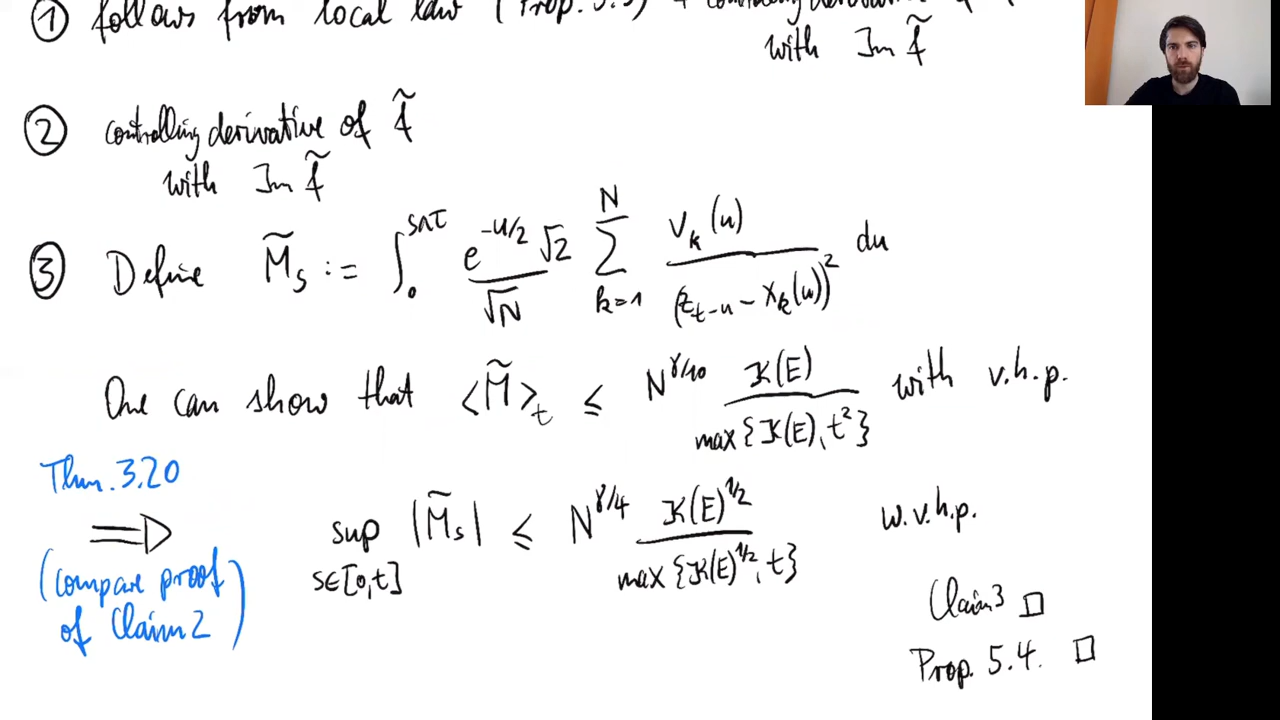 ① follows from local law (Prop. 5.3) + controlling derivative of f̃
with Im f̃
② controlling derivative of f̃
with Im f̃
③ Define M̃_s := ∫_0^{s∧τ} e^{-u/2} √2 / √N ∑_{k=1}^N v_k(u) / (z_{t-u} - x_k(u))² du
One can show that ⟨M̃⟩_t ≤ N^{γ/10} K(E) / max{K(E), t²} with v.h.p.
Thm. 3.20
⟹ sup_{s∈[0,t]} |M̃_s| ≤ N^{γ/4} K(E)^{1/2} / max{K(E)^{1/2}, t} w.v.h.p.
(compare proof
of Claim 2)
Claim 3 □
Prop. 5.4. □